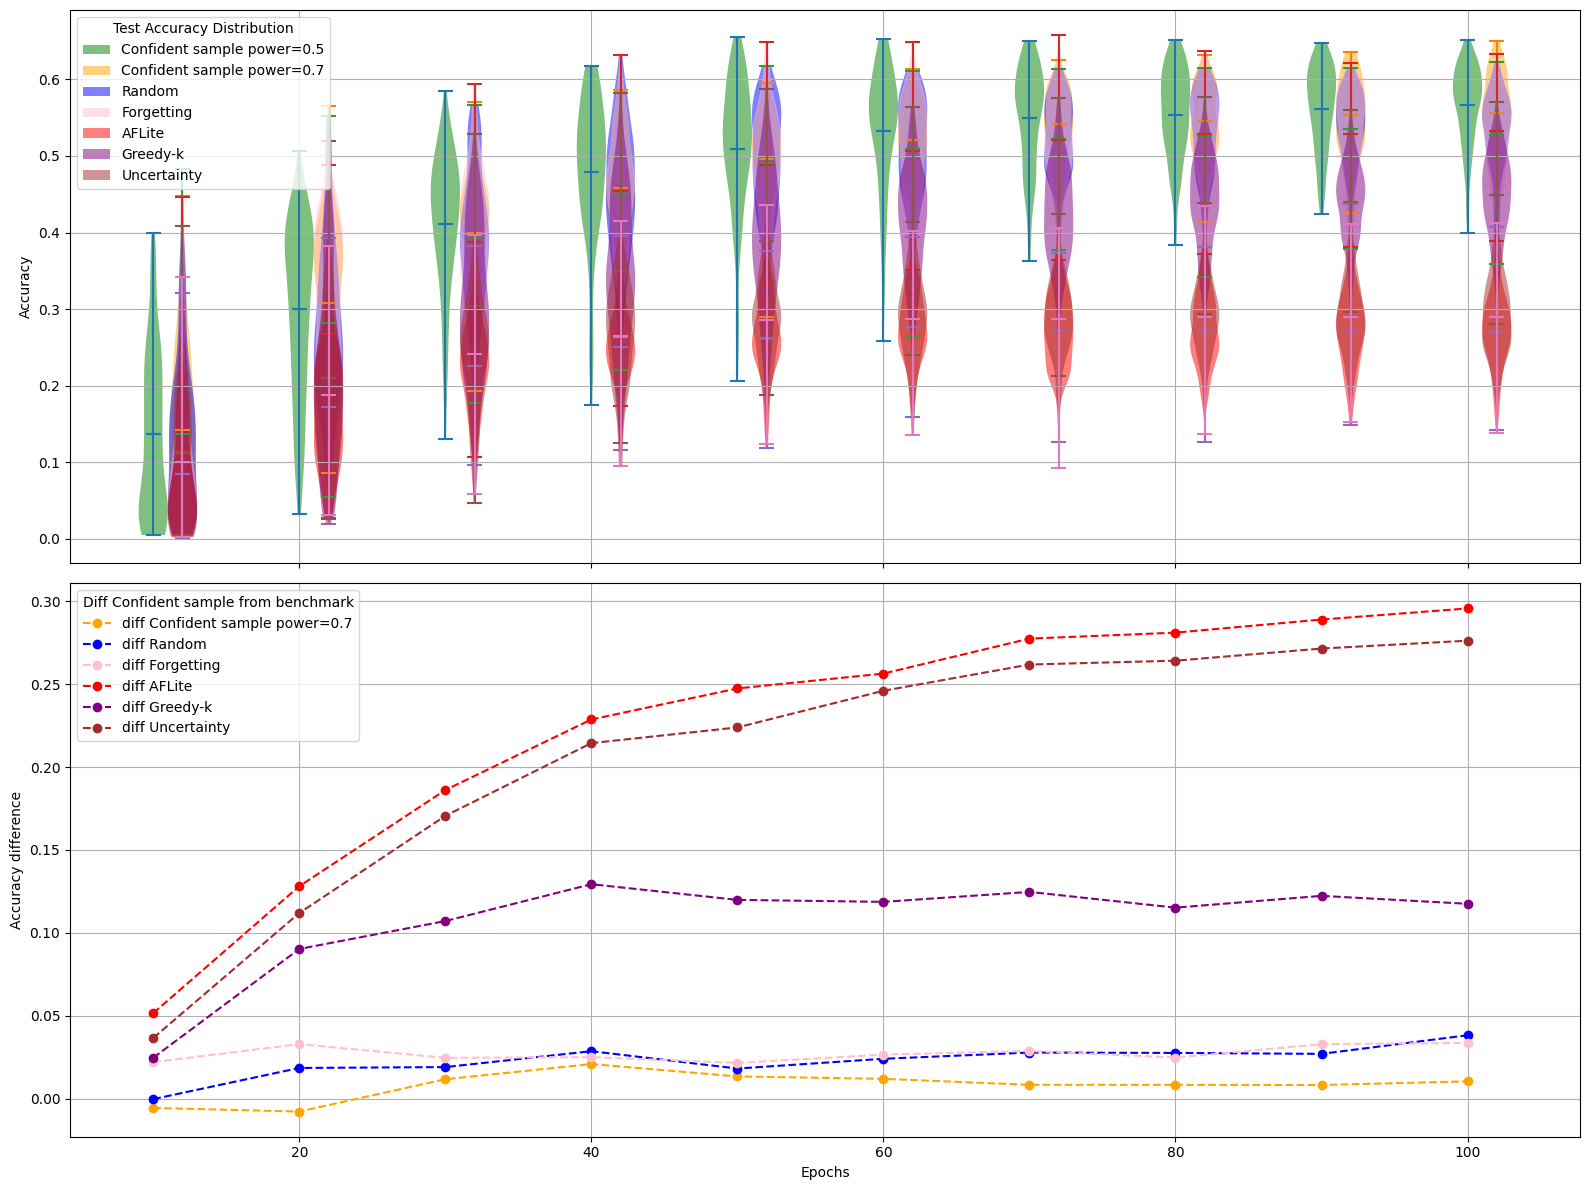 Test Accuracy Distribution
Confident sample power=0.5
Confident sample power=0.7
Random
Forgetting
AFLite
Greedy-k
Uncertainty
0.6
0.5
0.4
0.3
0.2
0.1
0.0
Accuracy
Diff Confident sample from benchmark
diff Confident sample power=0.7
diff Random
diff Forgetting
diff AFLite
diff Greedy-k
diff Uncertainty
0.30
0.25
0.20
0.15
0.10
0.05
0.00
Accuracy difference
20 40 60 80 100
Epochs